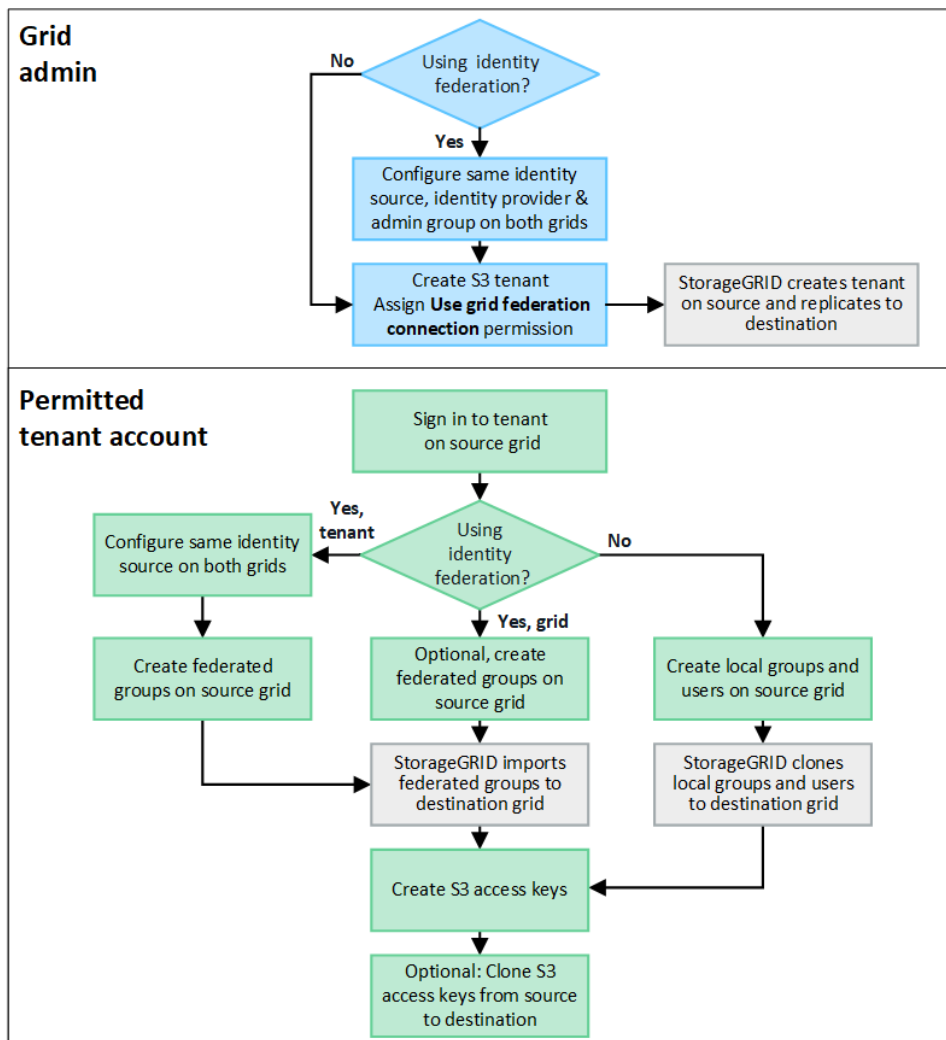 Grid
admin
No
Using identity
federation?
Yes
Configure same identity
source, identity provider &
admin group on both grids
Create S3 tenant
Assign Use grid federation
connection permission
StorageGRID creates tenant
on source and replicates to
destination
Permitted
tenant account
Sign in to tenant
on source grid
Yes,
tenant
Using
identity
federation?
No
Configure same identity
source on both grids
Yes, grid
Create federated
groups on source grid
Optional, create
federated groups on
source grid
Create local groups and
users on source grid
StorageGRID imports
federated groups to
destination grid
StorageGRID clones
local groups and users
to destination grid
Create S3 access keys
Optional: Clone S3
access keys from source
to destination